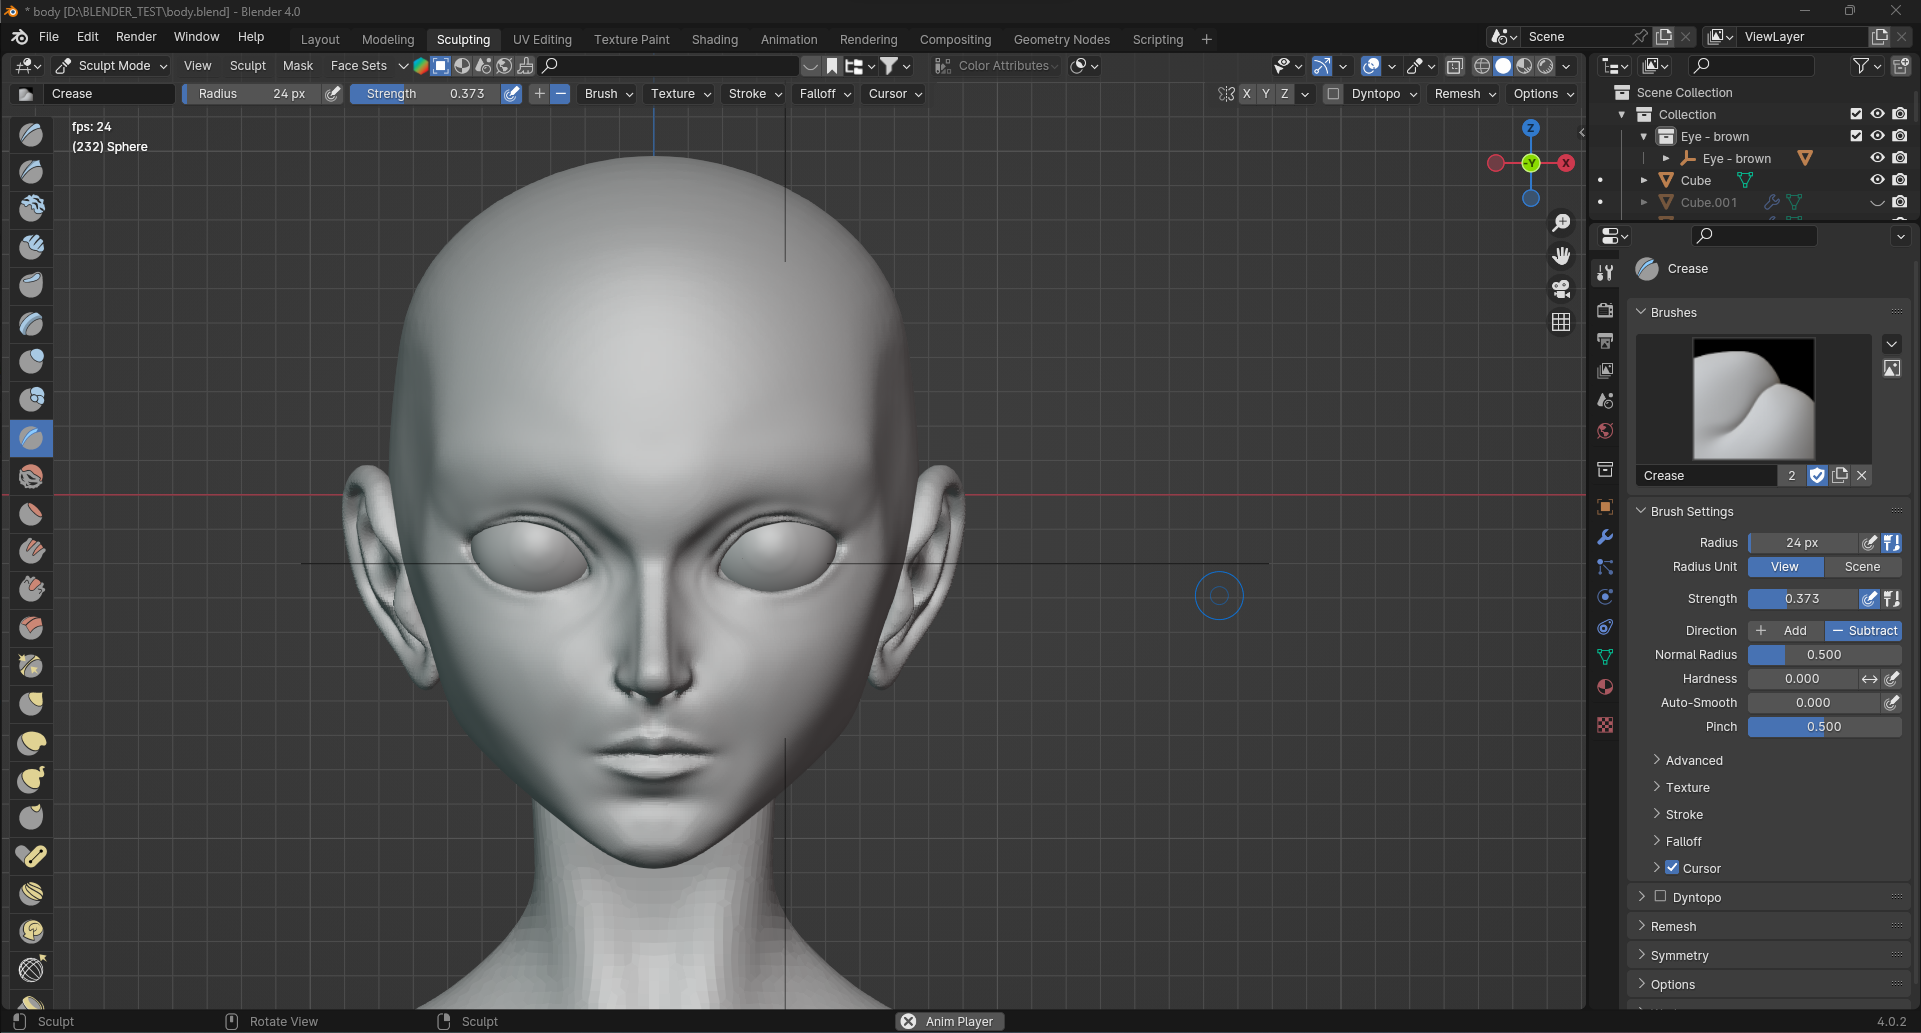 * body [D:\BLENDER_TEST\body.blend] - Blender 4.0
File Edit Render Window Help Layout Modeling Sculpting UV Editing Texture Paint Shading Animation Rendering Compositing Geometry Nodes Scripting + Scene ViewLayer
Sculpt Mode View Sculpt Mask Face Sets Color Attributes
Crease Radius 24 px Strength 0.373 + − Brush Texture Stroke Falloff Cursor X Y Z Dyntopo Remesh Options
fps: 24
(232) Sphere
Z
-Y X
Scene Collection
Collection
Eye - brown
Eye - brown
Cube
Cube.001
Crease
Brushes
Crease 2
Brush Settings
Radius 24 px
Radius Unit View Scene
Strength 0.373
Direction + Add − Subtract
Normal Radius 0.500
Hardness 0.000
Auto-Smooth 0.000
Pinch 0.500
Advanced
Texture
Stroke
Falloff
Cursor
Dyntopo
Remesh
Symmetry
Options
Sculpt Rotate View Sculpt Anim Player 4.0.2